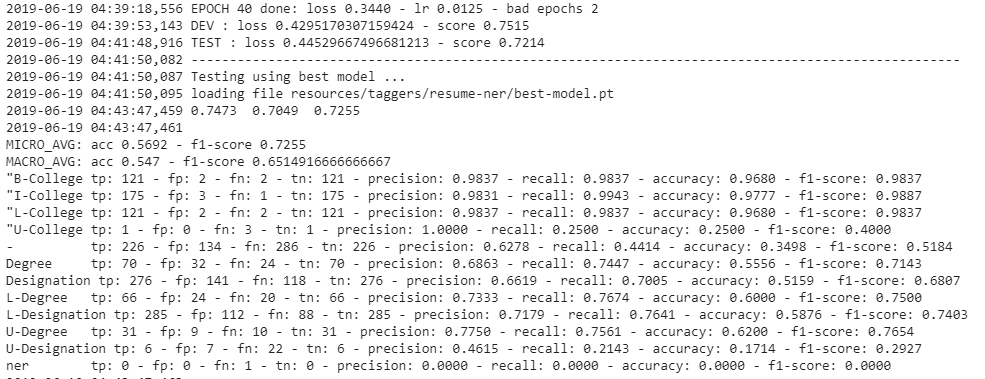 2019-06-19 04:39:18,556 EPOCH 40 done: loss 0.3440 - lr 0.0125 - bad epochs 2
2019-06-19 04:39:53,143 DEV : loss 0.4295170307159424 - score 0.7515
2019-06-19 04:41:48,916 TEST : loss 0.44529667496681213 - score 0.7214
2019-06-19 04:41:50,082 ----------------------------------------------------------------------------------------------------
2019-06-19 04:41:50,087 Testing using best model ...
2019-06-19 04:41:50,095 loading file resources/taggers/resume-ner/best-model.pt
2019-06-19 04:43:47,459 0.7473  0.7049  0.7255
2019-06-19 04:43:47,461
MICRO_AVG: acc 0.5692 - f1-score 0.7255
MACRO_AVG: acc 0.547 - f1-score 0.6514916666666667
"B-College tp: 121 - fp: 2 - fn: 2 - tn: 121 - precision: 0.9837 - recall: 0.9837 - accuracy: 0.9680 - f1-score: 0.9837
"I-College tp: 175 - fp: 3 - fn: 1 - tn: 175 - precision: 0.9831 - recall: 0.9943 - accuracy: 0.9777 - f1-score: 0.9887
"L-College tp: 121 - fp: 2 - fn: 2 - tn: 121 - precision: 0.9837 - recall: 0.9837 - accuracy: 0.9680 - f1-score: 0.9837
"U-College tp: 1 - fp: 0 - fn: 3 - tn: 1 - precision: 1.0000 - recall: 0.2500 - accuracy: 0.2500 - f1-score: 0.4000
-          tp: 226 - fp: 134 - fn: 286 - tn: 226 - precision: 0.6278 - recall: 0.4414 - accuracy: 0.3498 - f1-score: 0.5184
Degree     tp: 70 - fp: 32 - fn: 24 - tn: 70 - precision: 0.6863 - recall: 0.7447 - accuracy: 0.5556 - f1-score: 0.7143
Designation tp: 276 - fp: 141 - fn: 118 - tn: 276 - precision: 0.6619 - recall: 0.7005 - accuracy: 0.5159 - f1-score: 0.6807
L-Degree   tp: 66 - fp: 24 - fn: 20 - tn: 66 - precision: 0.7333 - recall: 0.7674 - accuracy: 0.6000 - f1-score: 0.7500
L-Designation tp: 285 - fp: 112 - fn: 88 - tn: 285 - precision: 0.7179 - recall: 0.7641 - accuracy: 0.5876 - f1-score: 0.7403
U-Degree   tp: 31 - fp: 9 - fn: 10 - tn: 31 - precision: 0.7750 - recall: 0.7561 - accuracy: 0.6200 - f1-score: 0.7654
U-Designation tp: 6 - fp: 7 - fn: 22 - tn: 6 - precision: 0.4615 - recall: 0.2143 - accuracy: 0.1714 - f1-score: 0.2927
ner        tp: 0 - fp: 0 - fn: 1 - tn: 0 - precision: 0.0000 - recall: 0.0000 - accuracy: 0.0000 - f1-score: 0.0000